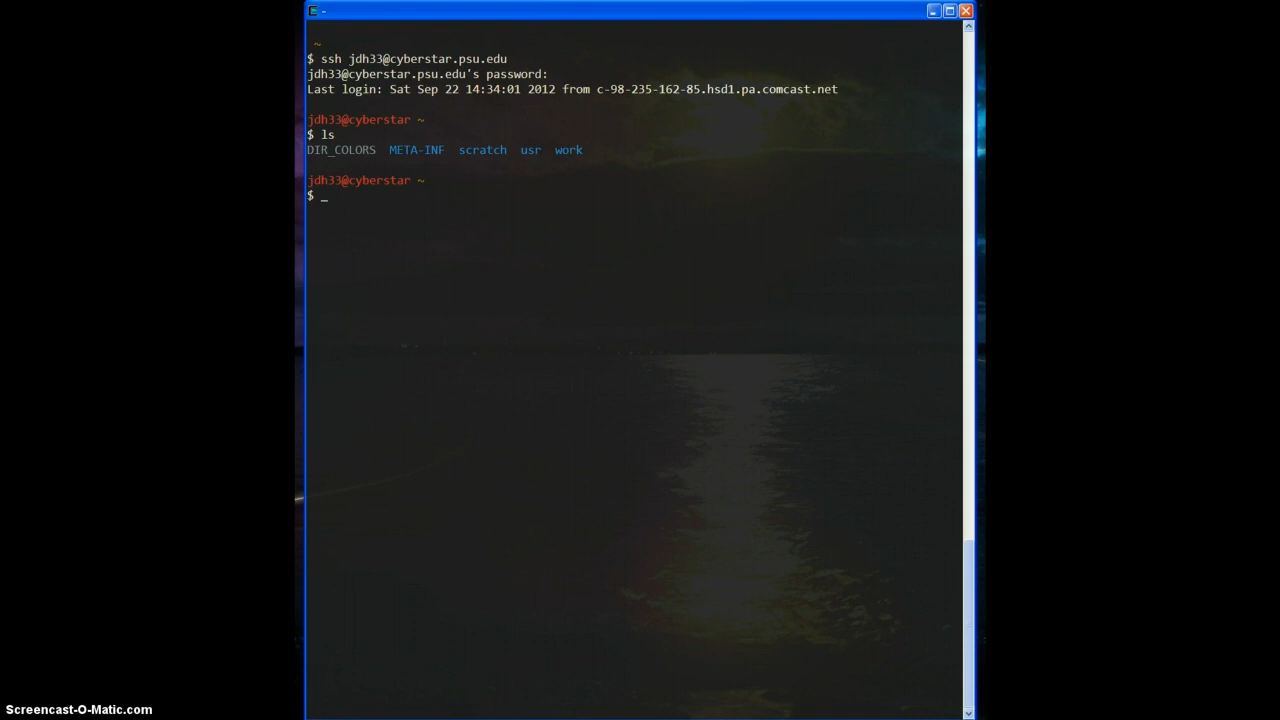 -
~
$ ssh jdh33@cyberstar.psu.edu
jdh33@cyberstar.psu.edu's password:
Last login: Sat Sep 22 14:34:01 2012 from c-98-235-162-85.hsd1.pa.comcast.net
jdh33@cyberstar ~
$ ls
DIR_COLORS META-INF scratch usr work
jdh33@cyberstar ~
$ _
Screencast-O-Matic.com